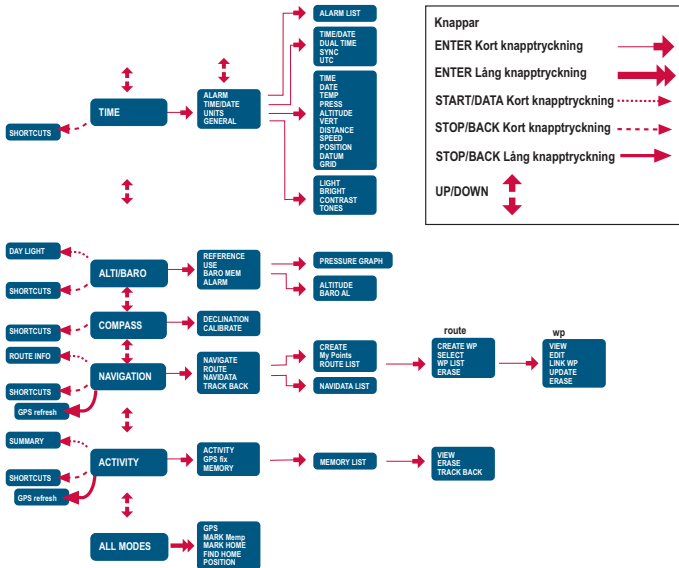 ALARM LIST
TIME/DATE
DUAL TIME
SYNC
UTC
TIME
SHORTCUTS
ALARM
TIME/DATE
UNITS
GENERAL
TIME
DATE
TEMP
PRESS
ALTITUDE
VERT
DISTANCE
SPEED
POSITION
DATUM
GRID
LIGHT
BRIGHT
CONTRAST
TONES
Knappar
ENTER Kort knapptryckning
ENTER Lång knapptryckning
START/DATA Kort knapptryckning
STOP/BACK Kort knapptryckning
STOP/BACK Lång knapptryckning
UP/DOWN
DAY LIGHT
SHORTCUTS
ALTI/BARO
REFERENCE
USE
BARO MEM
ALARM
PRESSURE GRAPH
ALTITUDE
BARO AL
SHORTCUTS
COMPASS
DECLINATION
CALIBRATE
ROUTE INFO
SHORTCUTS
GPS refresh
NAVIGATION
NAVIGATE
ROUTE
NAVIDATA
TRACK BACK
CREATE
My Points
ROUTE LIST
NAVIDATA LIST
route
CREATE WP
SELECT
WP LIST
ERASE
wp
VIEW
EDIT
LINK WP
UPDATE
ERASE
SUMMARY
SHORTCUTS
GPS refresh
ACTIVITY
ACTIVITY
GPS fix
MEMORY
MEMORY LIST
VIEW
ERASE
TRACK BACK
ALL MODES
GPS
MARK Memp
MARK HOME
FIND HOME
POSITION